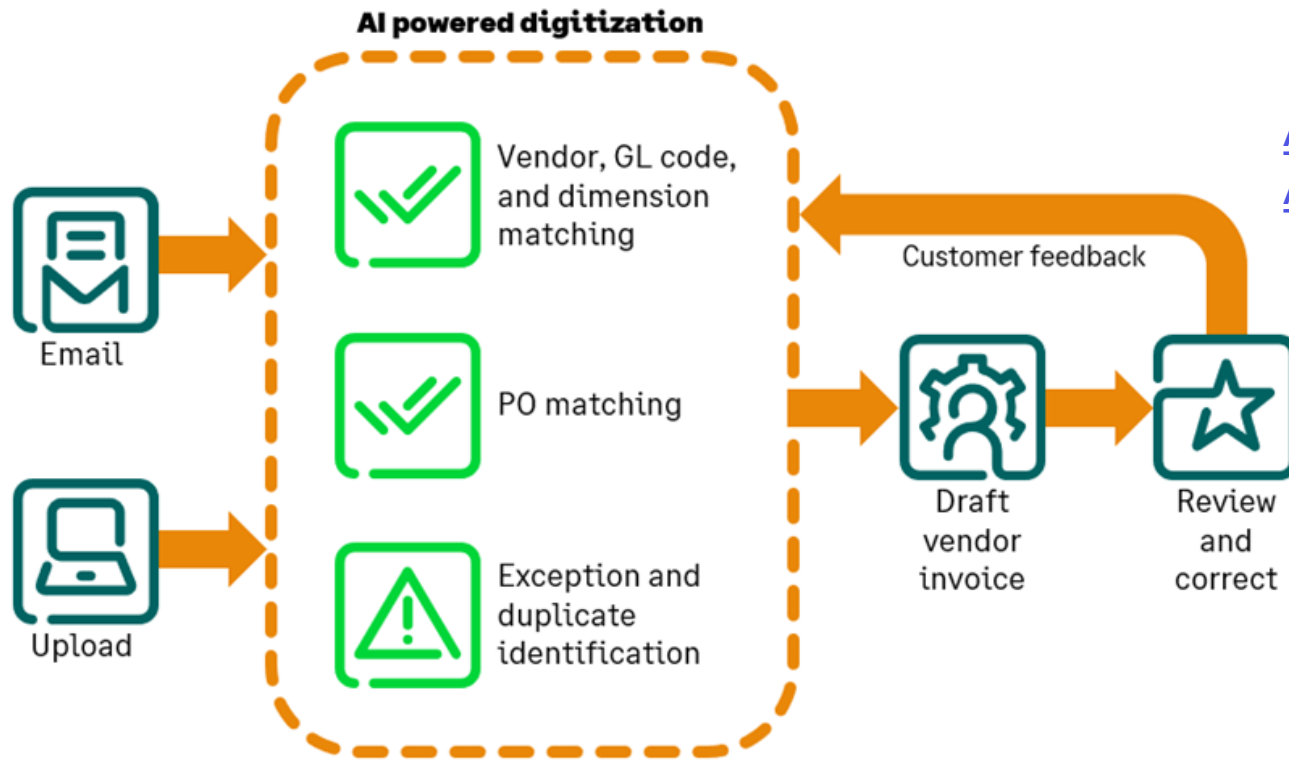 AI powered digitization
Vendor, GL code,
and dimension
matching
Email
Customer feedback
PO matching
Upload
Exception and
duplicate
identification
Draft
vendor
invoice
Review
and
correct